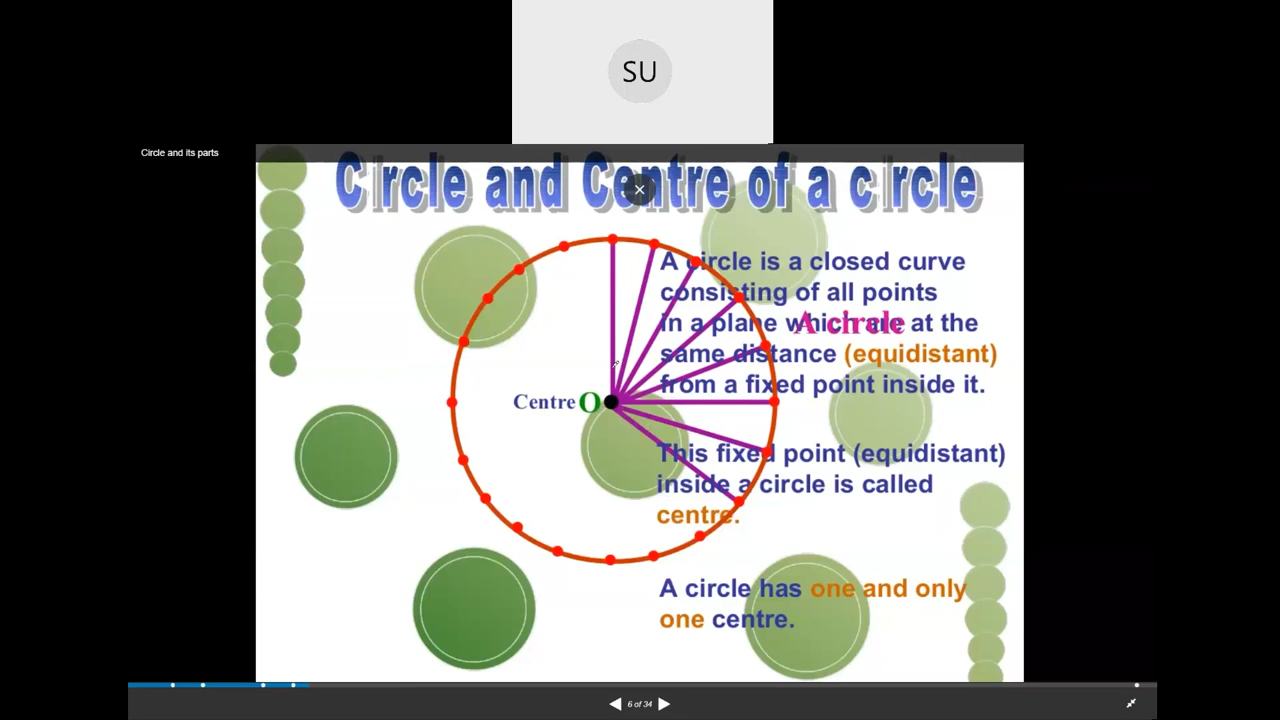 SU
Circle and its parts
Circle and Centre of a circle
A circle is a closed curve
consisting of all points
in a plane which are at the
A circle
same distance (equidistant)
from a fixed point inside it.
Centre O
This fixed point (equidistant)
inside a circle is called
centre.
A circle has one and only
one centre.
6 of 34